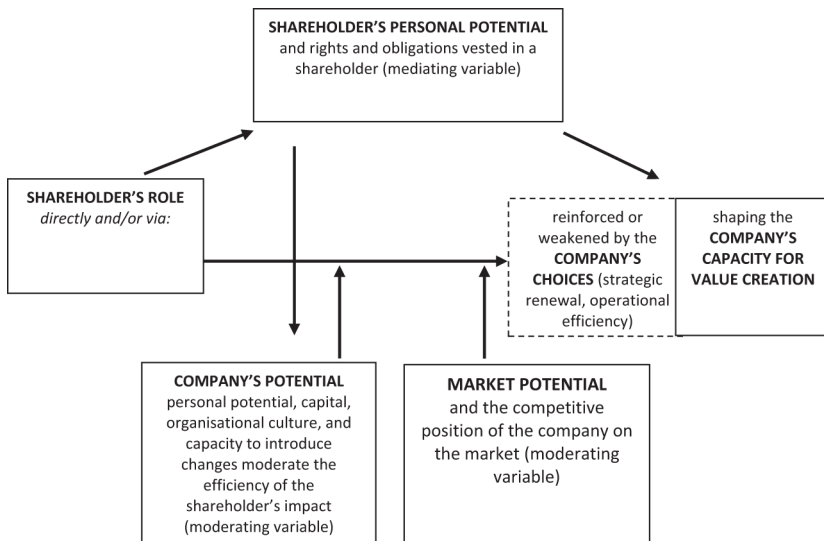 SHAREHOLDER'S PERSONAL POTENTIAL
and rights and obligations vested in a
shareholder (mediating variable)
SHAREHOLDER'S ROLE
directly and/or via:
reinforced or
weakened by the
COMPANY'S
CHOICES (strategic
renewal, operational
efficiency)
shaping the
COMPANY'S
CAPACITY FOR
VALUE CREATION
COMPANY'S POTENTIAL
personal potential, capital,
organisational culture, and
capacity to introduce
changes moderate the
efficiency of the
shareholder's impact
(moderating variable)
MARKET POTENTIAL
and the competitive
position of the company on
the market (moderating
variable)